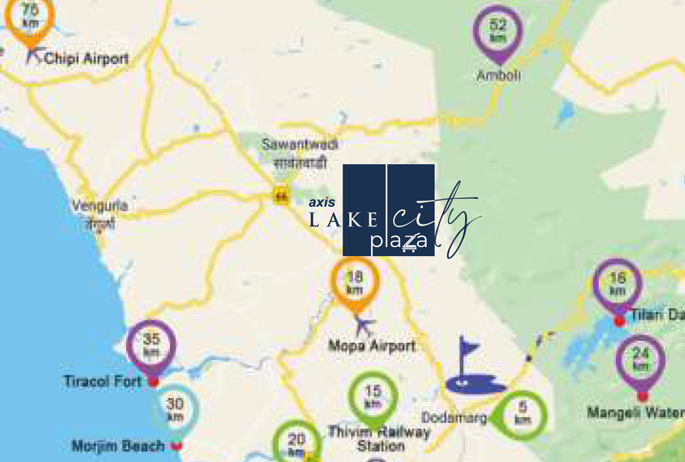 75
km
Chipi Airport
52
km
Amboli
Sawantwadi
सावंतवाडी
66
Vengurla
वेंगुर्ला
axis
LAKE city
plaza
18
km
Mopa Airport
16
km
Tilari Da
35
km
Tiracol Fort
24
km
Mangeli Water
30
km
Morjim Beach
15
km
Thivim Railway
Station
Dodamarg
5
km
20
km